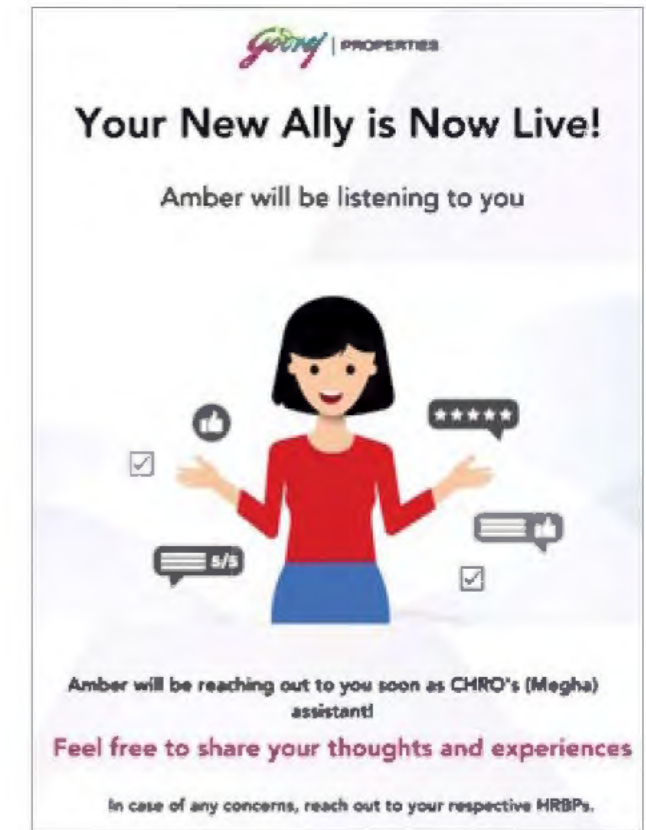 Godrej | PROPERTIES
Your New Ally is Now Live!
Amber will be listening to you
★★★★★
5/5
Amber will be reaching out to you soon as CHRO's (Megha)
assistant!
Feel free to share your thoughts and experiences
In case of any concerns, reach out to your respective HRBPs.